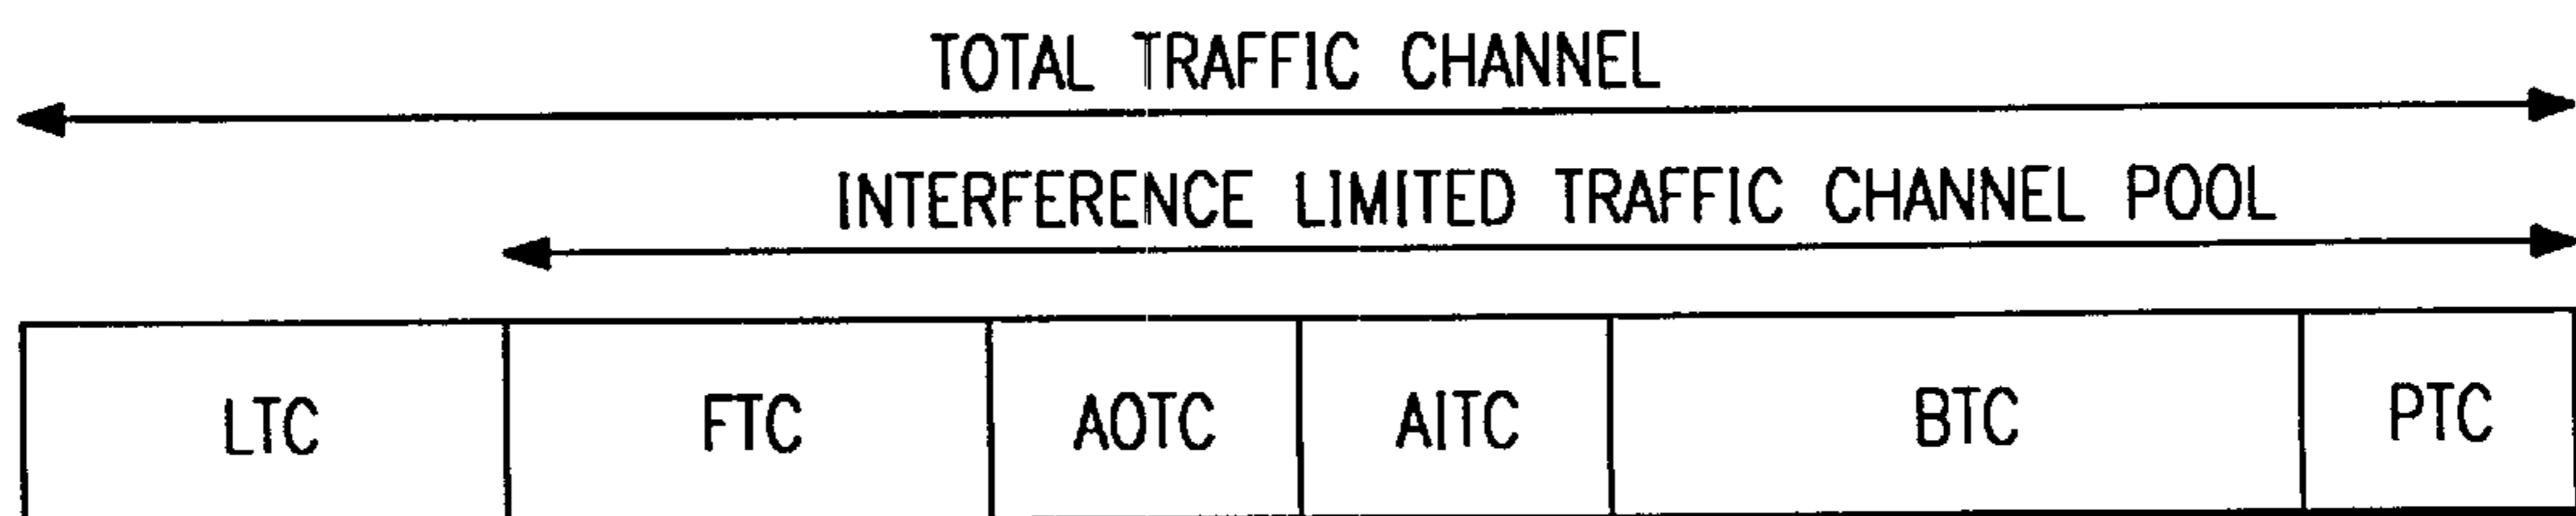 TOTAL TRAFFIC CHANNEL
INTERFERENCE LIMITED TRAFFIC CHANNEL POOL
LTC FTC AOTC AITC BTC PTC